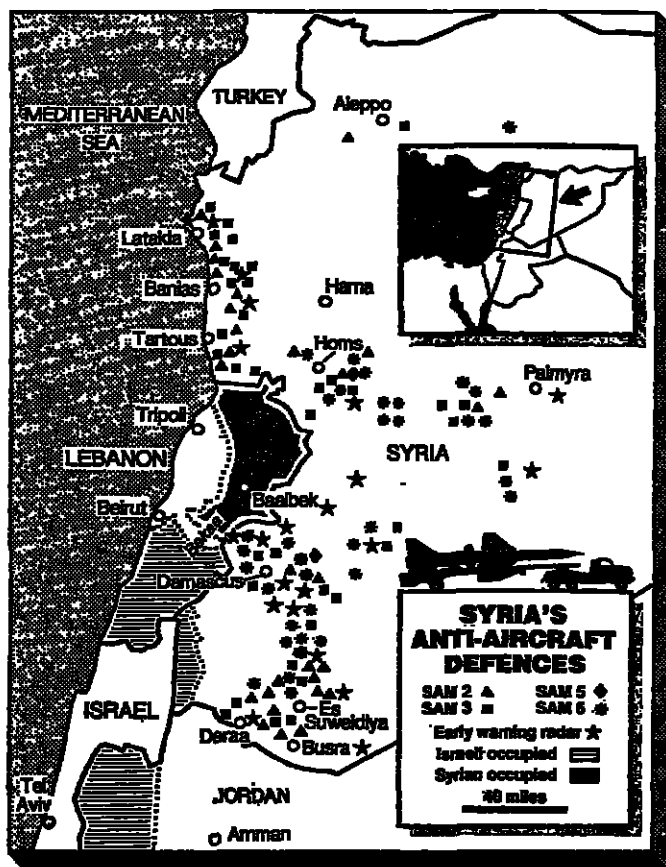 TURKEY
Aleppo
MEDITERRANEAN
SEA
Latakia
Banias
Hama
Tartous
Homs
Palmyra
Tripoli
LEBANON
SYRIA
Baalbek
Beirut
Damascus
ISRAEL
Es
Suweidiya
Deraa
Busra
Tel
Aviv
JORDAN
Amman
SYRIA'S
ANTI-AIRCRAFT
DEFENCES
SAM 2 SAM 5
SAM 3 SAM 6
Early warning radar
Israeli occupied
Syrian occupied
40 miles